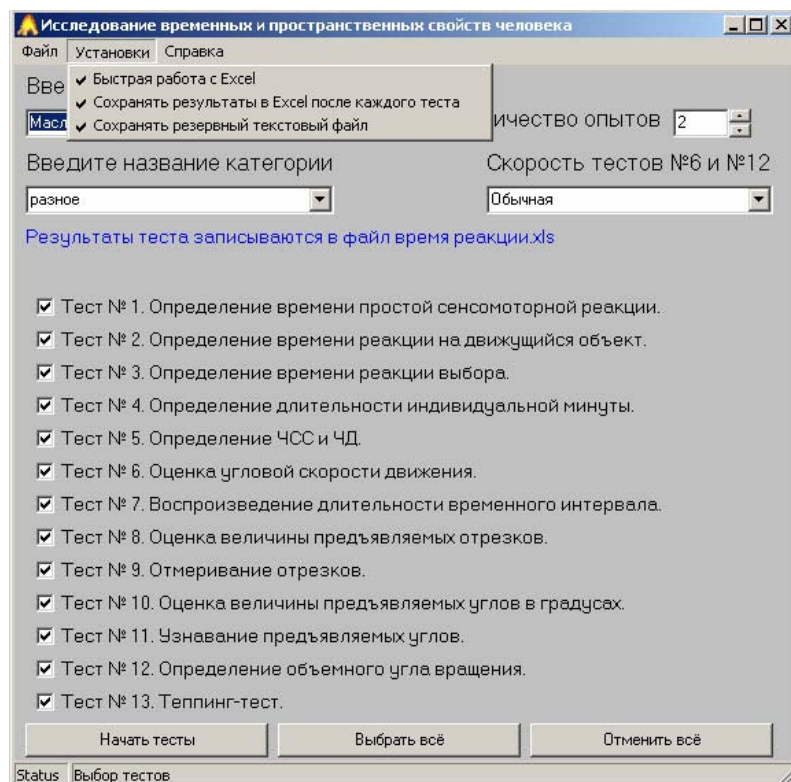 Исследование временных и пространственных свойств человека
Файл Установки Справка
Быстрая работа с Excel
Сохранять результаты в Excel после каждого теста
Сохранять резервный текстовый файл
Вве
Масл
ичество опытов 2
Введите название категории Скорость тестов №6 и №12
разное Обычная
Результаты теста записываются в файл время реакции.xls
Тест № 1. Определение времени простой сенсомоторной реакции.
Тест № 2. Определение времени реакции на движущийся объект.
Тест № 3. Определение времени реакции выбора.
Тест № 4. Определение длительности индивидуальной минуты.
Тест № 5. Определение ЧСС и ЧД.
Тест № 6. Оценка угловой скорости движения.
Тест № 7. Воспроизведение длительности временного интервала.
Тест № 8. Оценка величины предъявляемых отрезков.
Тест № 9. Отмеривание отрезков.
Тест № 10. Оценка величины предъявляемых углов в градусах.
Тест № 11. Узнавание предъявляемых углов.
Тест № 12. Определение объемного угла вращения.
Тест № 13. Теппинг-тест.
Начать тесты Выбрать всё Отменить всё
Status Выбор тестов